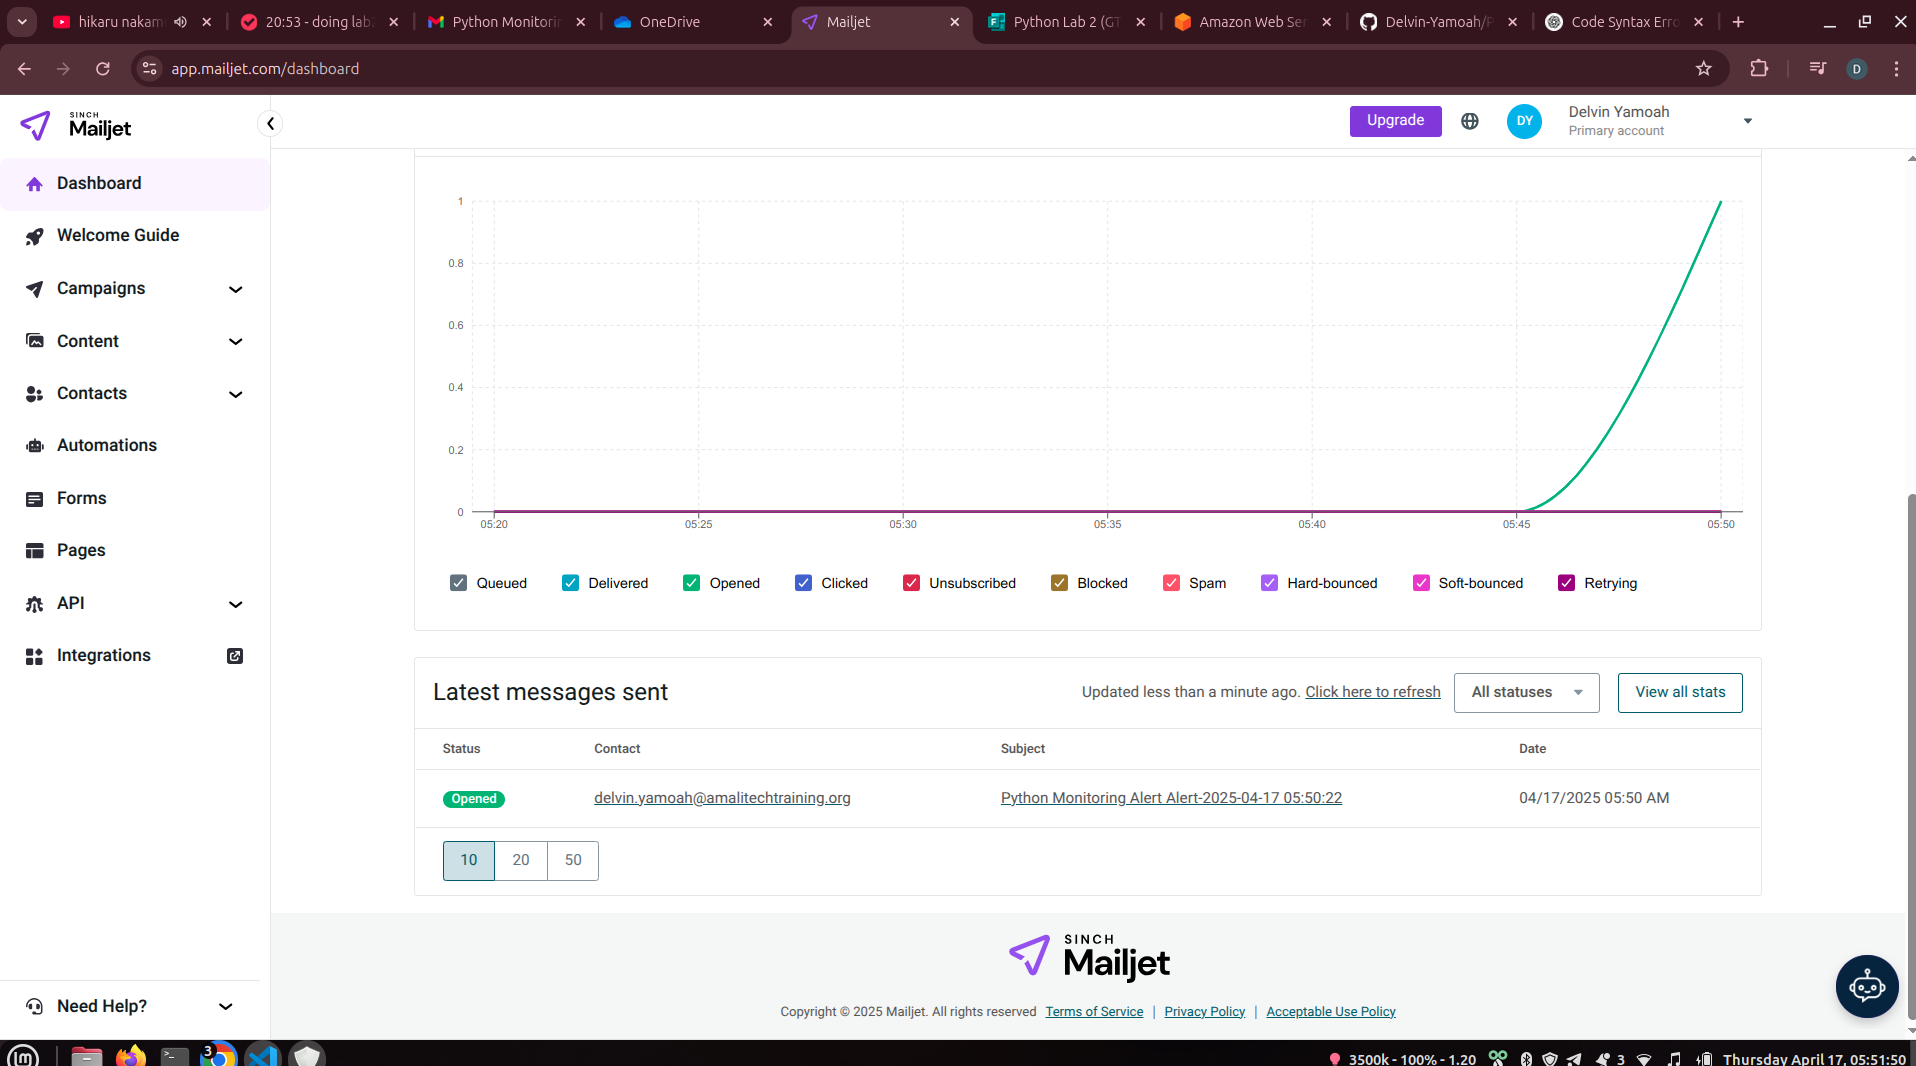 hikaru nakam
20:53 - doing lab
Python Monitorin
OneDrive
Mailjet
Python Lab 2 (GT
Amazon Web Ser
Delvin-Yamoah/P
Code Syntax Erro
app.mailjet.com/dashboard
D
SINCH
Mailjet
Upgrade
DY
Delvin Yamoah
Primary account
Dashboard
Welcome Guide
Campaigns
Content
Contacts
Automations
Forms
Pages
API
Integrations
Need Help?
1
0.8
0.6
0.4
0.2
0
05:20 05:25 05:30 05:35 05:40 05:45 05:50
Queued Delivered Opened Clicked Unsubscribed Blocked Spam Hard-bounced Soft-bounced Retrying
Latest messages sent
Updated less than a minute ago. Click here to refresh
All statuses
View all stats
Status Contact Subject Date
Opened delvin.yamoah@amalitechtraining.org Python Monitoring Alert Alert-2025-04-17 05:50:22 04/17/2025 05:50 AM
10 20 50
SINCH
Mailjet
Copyright © 2025 Mailjet. All rights reserved Terms of Service | Privacy Policy | Acceptable Use Policy
3
3500k - 100% - 1.20
3
Thursday April 17, 05:51:50